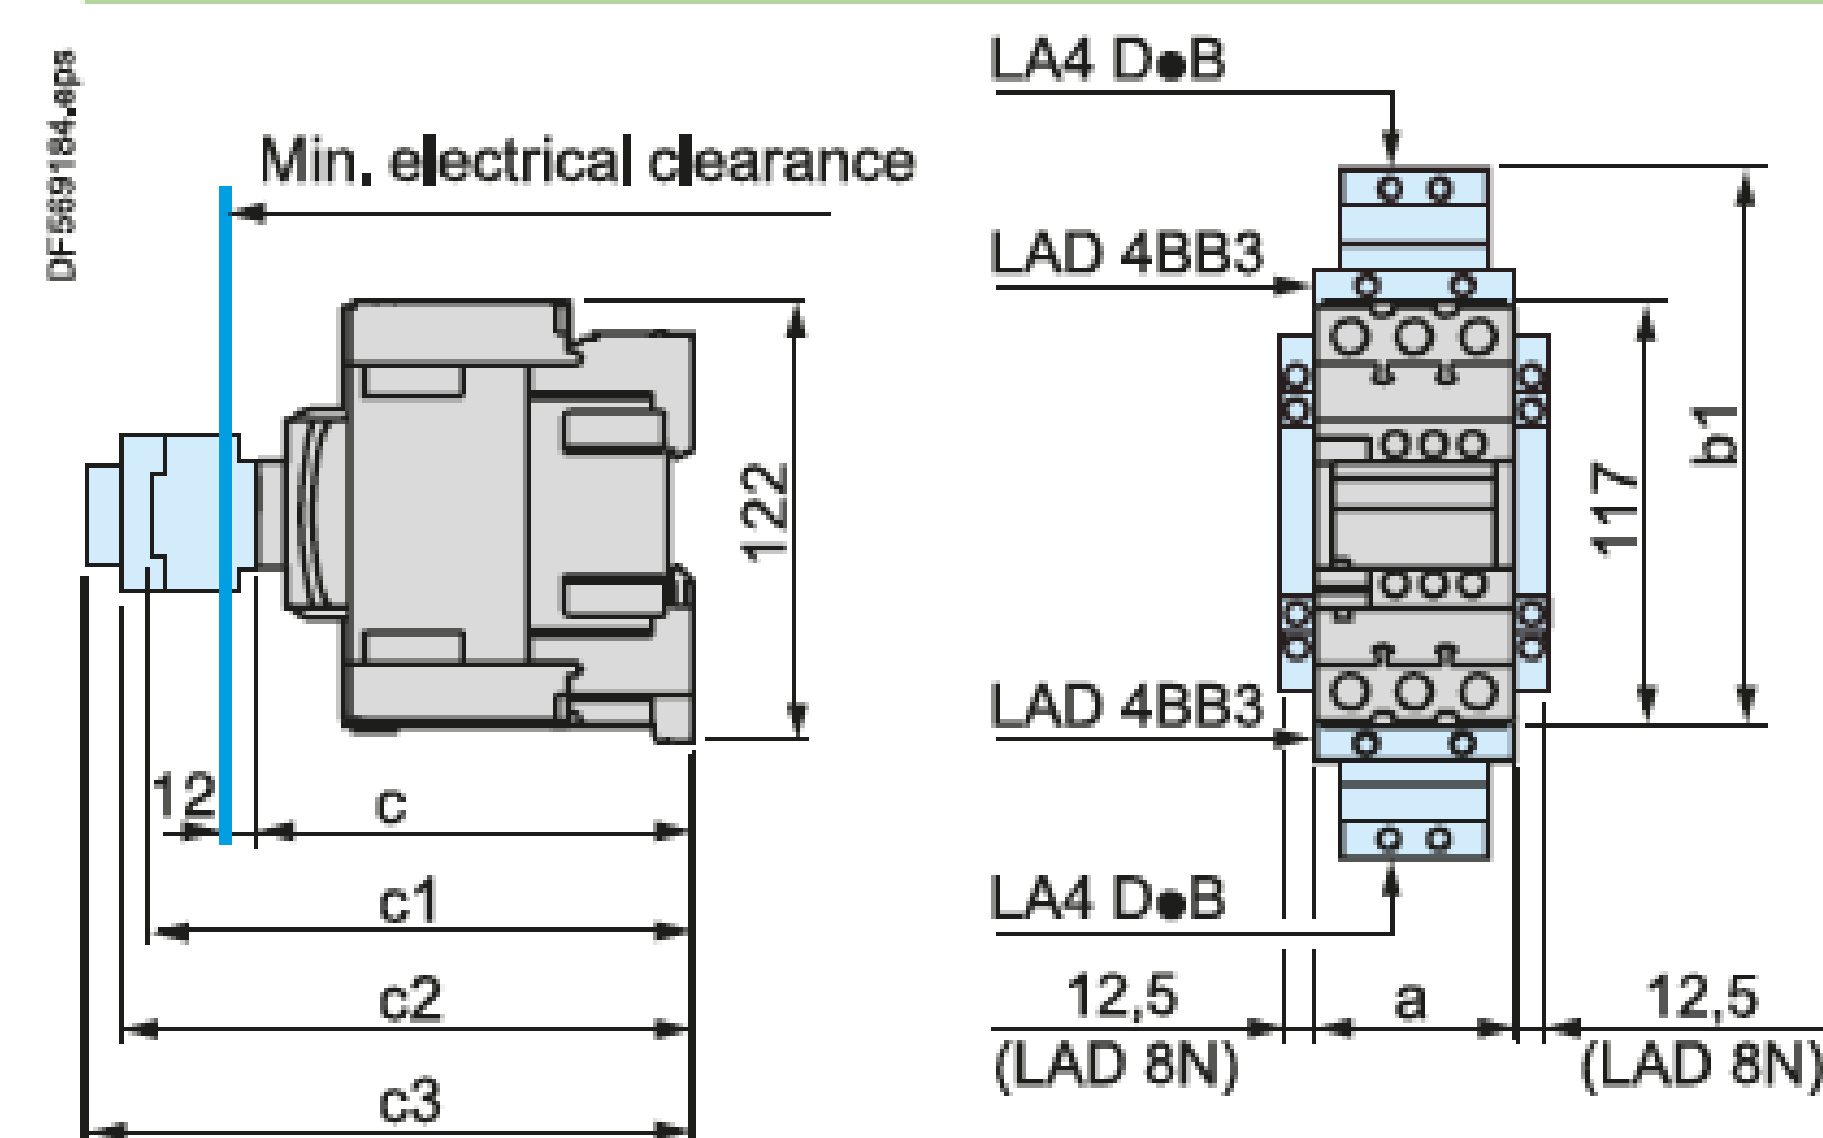 DF569184.eps
Min. electrical clearance
122
12
c
c1
c2
c3
LA4 D●B
LAD 4BB3
b1
117
LAD 4BB3
LA4 D●B
12,5
(LAD 8N)
a
12,5
(LAD 8N)